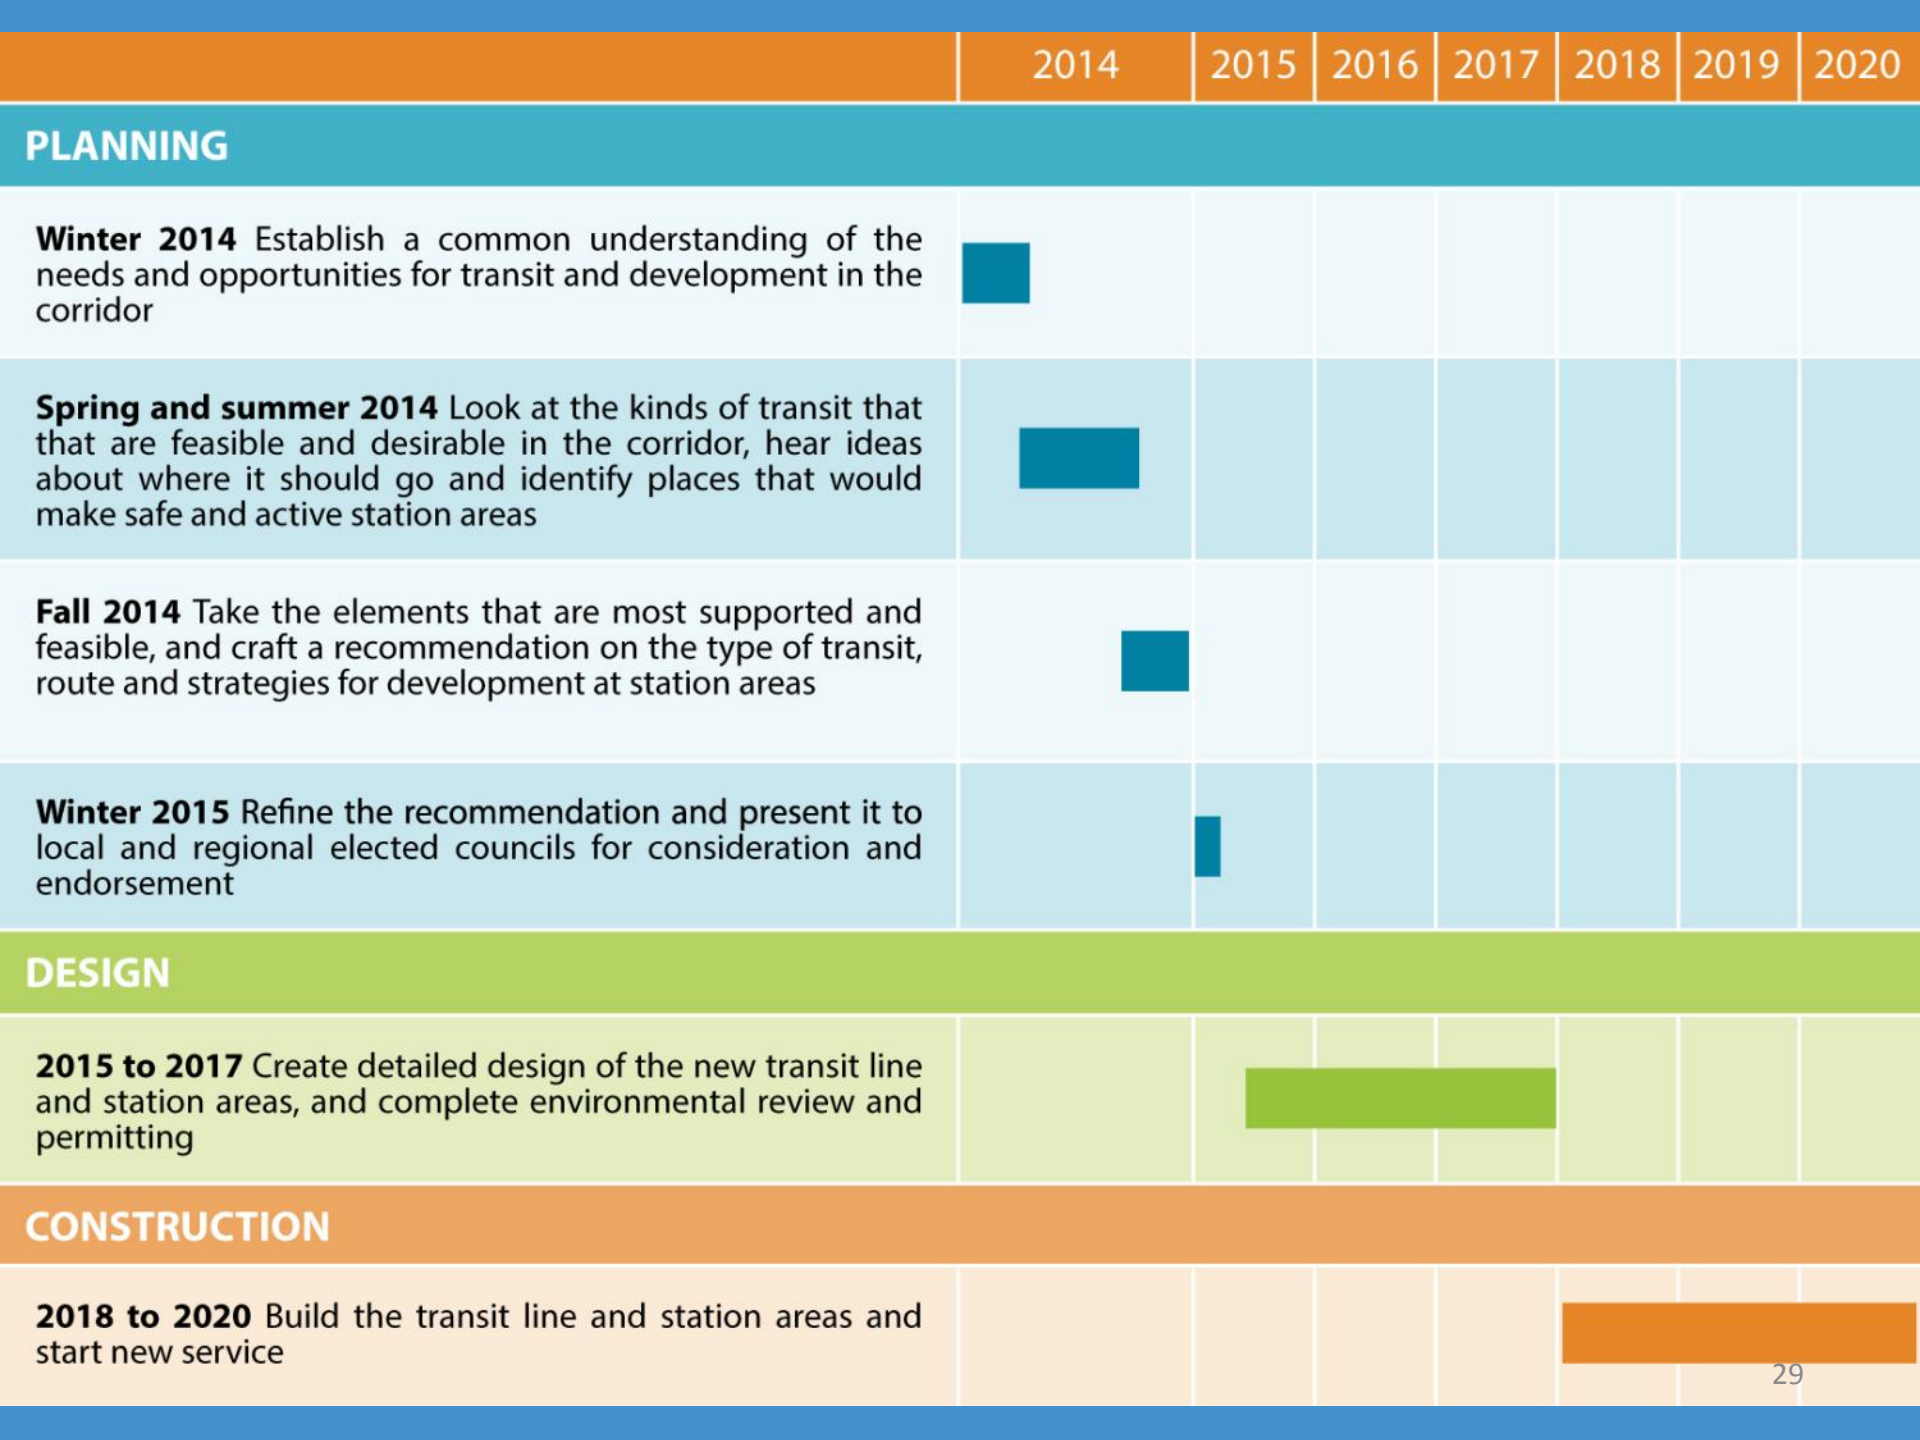 2014 2015 2016 2017 2018 2019 2020
PLANNING
Winter 2014 Establish a common understanding of the
needs and opportunities for transit and development in the
corridor
Spring and summer 2014 Look at the kinds of transit that
that are feasible and desirable in the corridor, hear ideas
about where it should go and identify places that would
make safe and active station areas
Fall 2014 Take the elements that are most supported and
feasible, and craft a recommendation on the type of transit,
route and strategies for development at station areas
Winter 2015 Refine the recommendation and present it to
local and regional elected councils for consideration and
endorsement
DESIGN
2015 to 2017 Create detailed design of the new transit line
and station areas, and complete environmental review and
permitting
CONSTRUCTION
2018 to 2020 Build the transit line and station areas and
start new service
29